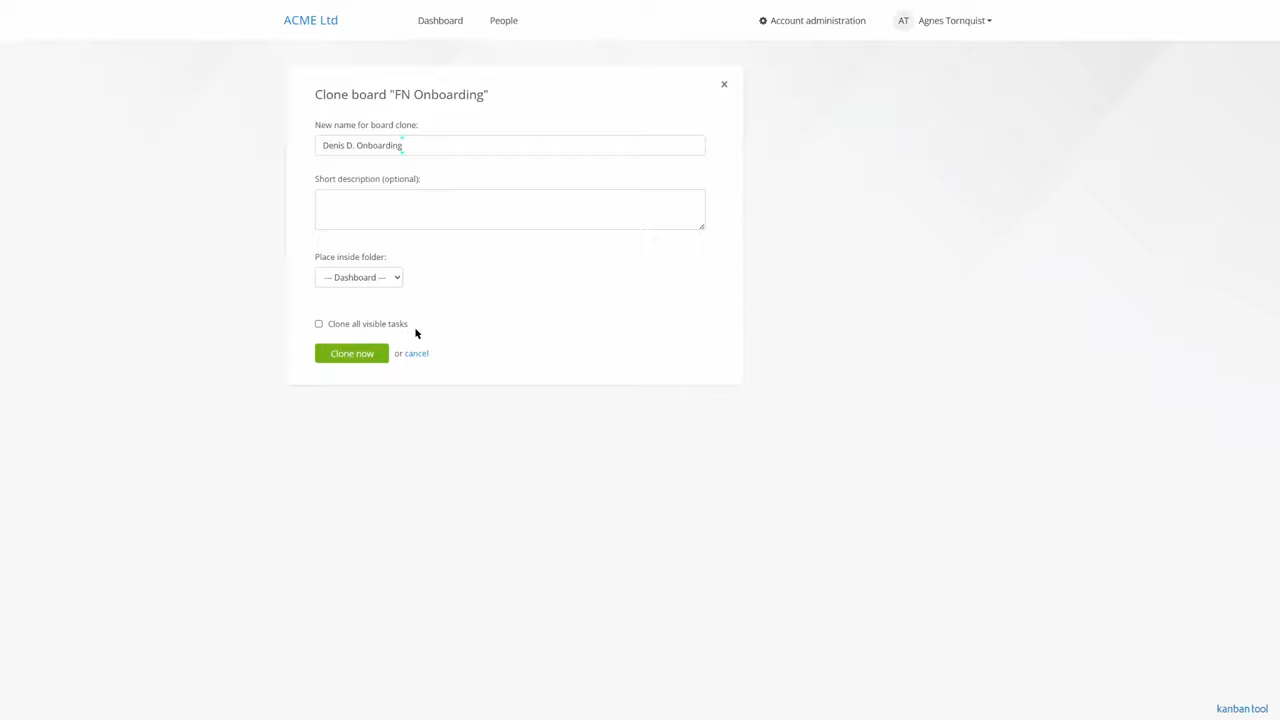 ACME Ltd
Dashboard
People
Account administration
AT
Agnes Tornquist
Clone board "FN Onboarding"
x
New name for board clone:
Denis D. Onboarding
Short description (optional):
Place inside folder:
--- Dashboard ---
Clone all visible tasks
Clone now
or cancel
kanban tool